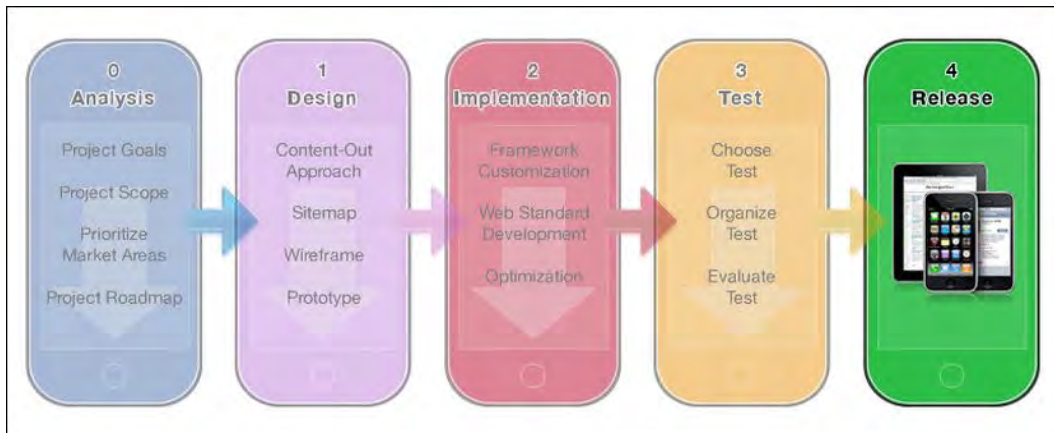 0
Analysis
Project Goals
Project Scope
Prioritize
Market Areas
Project Roadmap
1
Design
Content-Out
Approach
Sitemap
Wireframe
Prototype
2
Implementation
Framework
Customization
Web Standard
Development
Optimization
3
Test
Choose
Test
Organize
Test
Evaluate
Test
4
Release